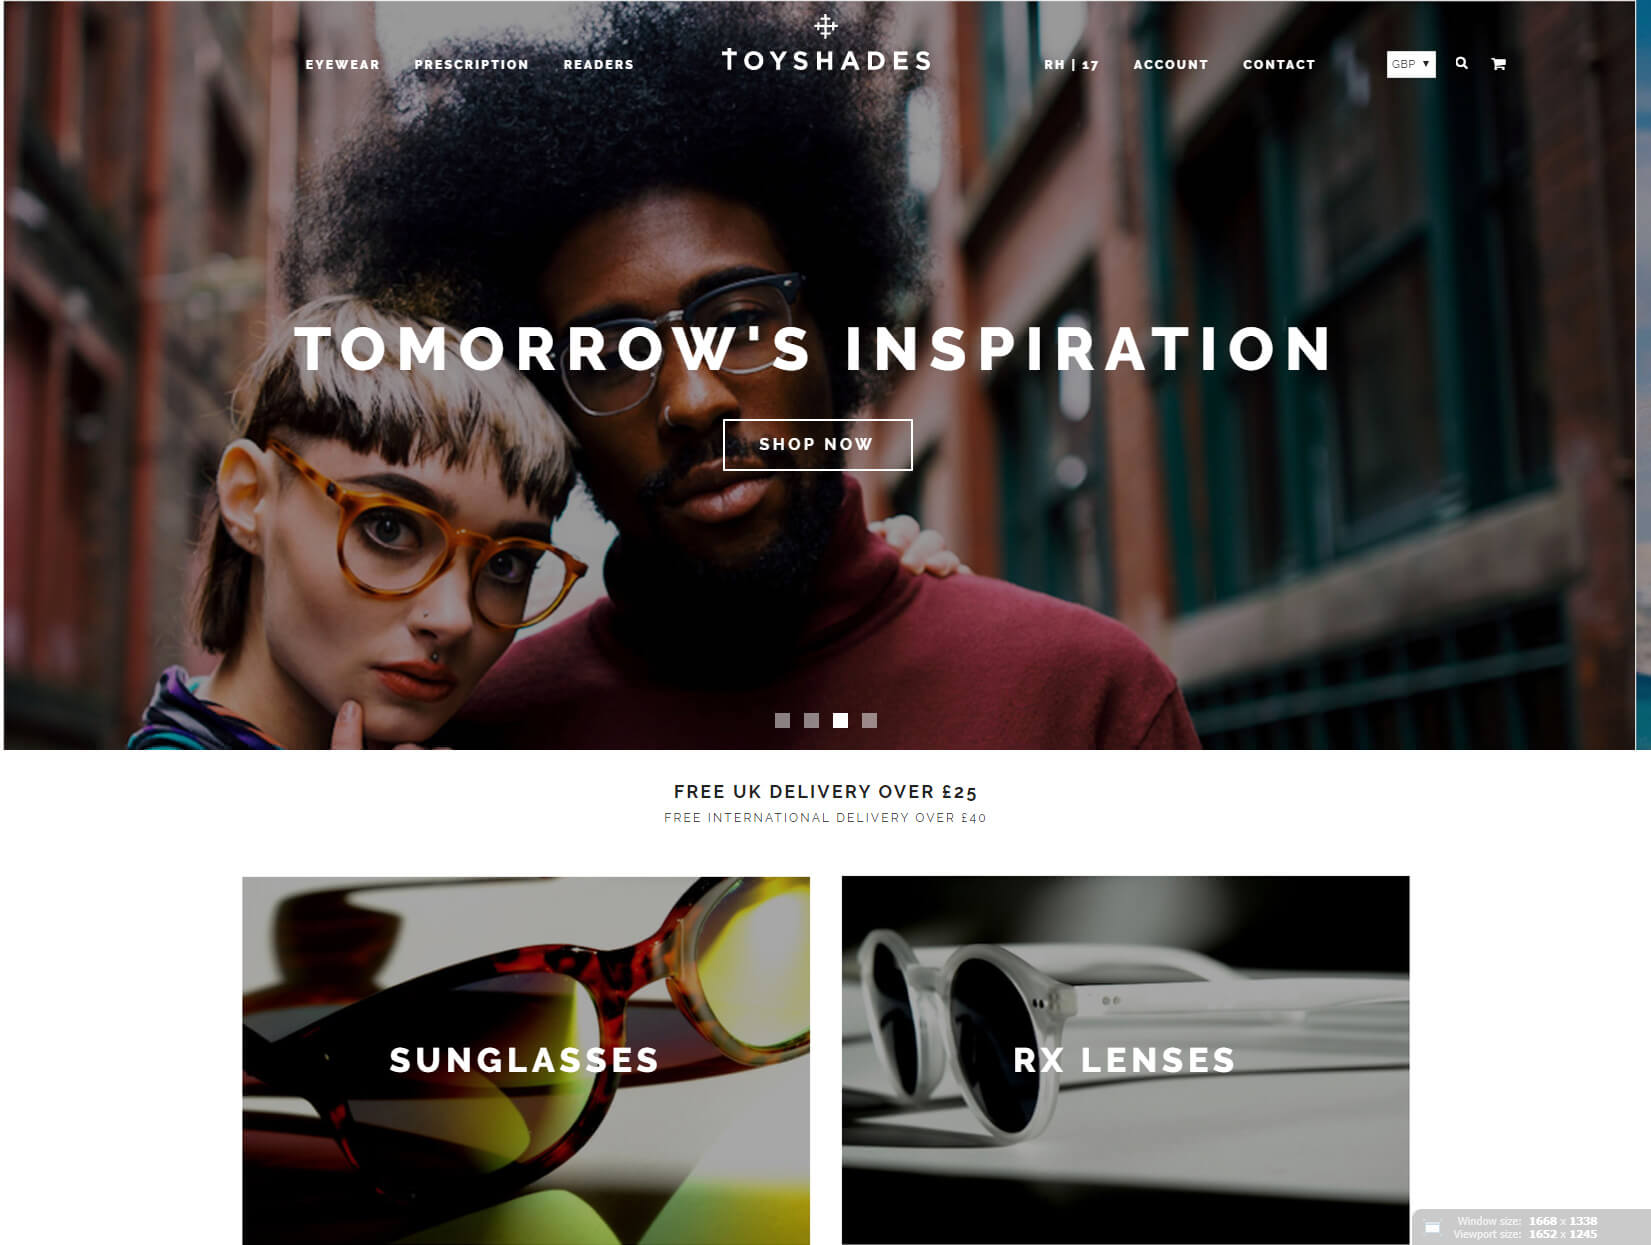 TOYSHADES
EYEWEAR PRESCRIPTION READERS
RH | 17 ACCOUNT CONTACT
GBP
TOMORROW'S INSPIRATION
SHOP NOW
FREE UK DELIVERY OVER £25
FREE INTERNATIONAL DELIVERY OVER £40
SUNGLASSES
RX LENSES
Window size: 1668 x 1338
Viewport size: 1652 x 1245